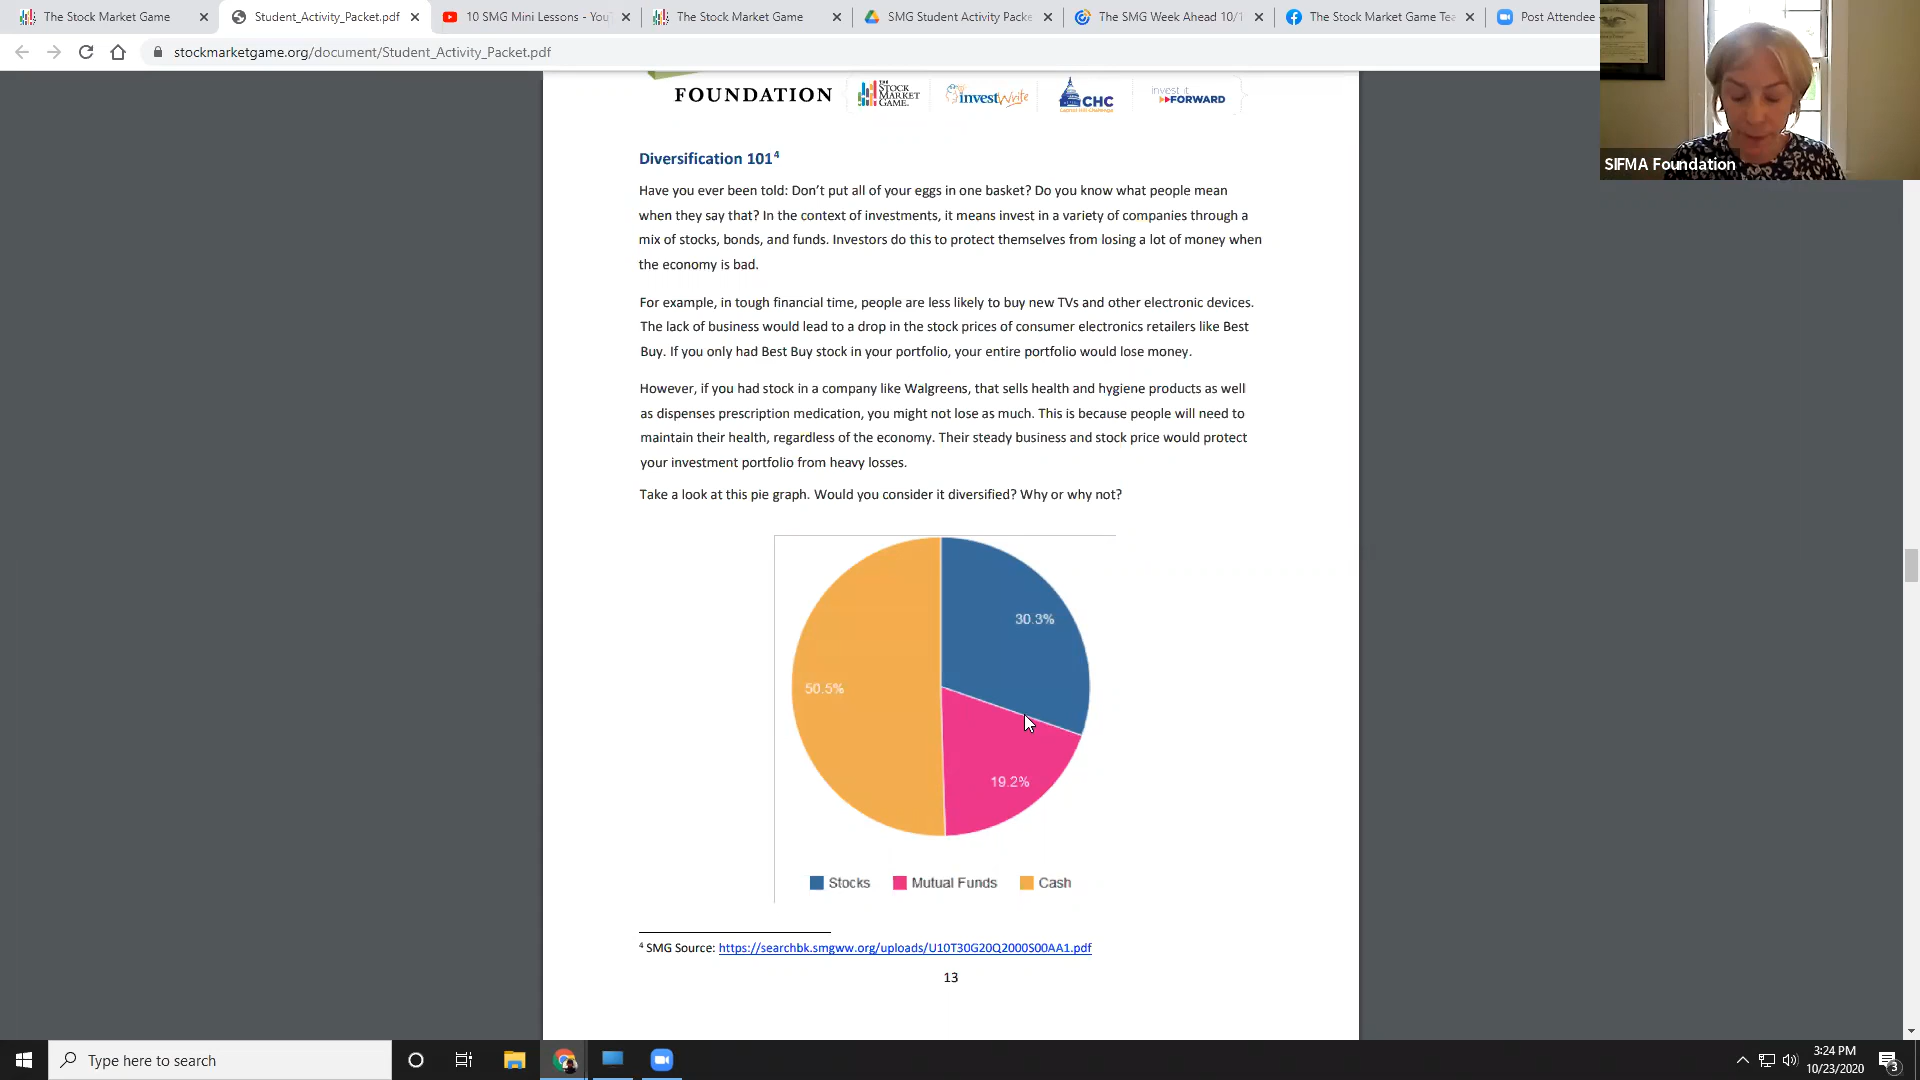 The Stock Market Game
Student_Activity_Packet.pdf
10 SMG Mini Lessons - You
The Stock Market Game
SMG Student Activity Packe
The SMG Week Ahead 10/1
The Stock Market Game Tea
Post Attendee
stockmarketgame.org/document/Student_Activity_Packet.pdf
SIFMA Foundation
FOUNDATION
THE STOCK MARKET GAME.
investWrite
CHC
invest it FORWARD
Diversification 101⁴
Have you ever been told: Don’t put all of your eggs in one basket? Do you know what people mean
when they say that? In the context of investments, it means invest in a variety of companies through a
mix of stocks, bonds, and funds. Investors do this to protect themselves from losing a lot of money when
the economy is bad.
For example, in tough financial time, people are less likely to buy new TVs and other electronic devices.
The lack of business would lead to a drop in the stock prices of consumer electronics retailers like Best
Buy. If you only had Best Buy stock in your portfolio, your entire portfolio would lose money.
However, if you had stock in a company like Walgreens, that sells health and hygiene products as well
as dispenses prescription medication, you might not lose as much. This is because people will need to
maintain their health, regardless of the economy. Their steady business and stock price would protect
your investment portfolio from heavy losses.
Take a look at this pie graph. Would you consider it diversified? Why or why not?
30.3%
50.5%
19.2%
Stocks
Mutual Funds
Cash
⁴ SMG Source: https://searchbk.smgww.org/uploads/U10T30G20Q2000S00AA1.pdf
13
Type here to search
3:24 PM
10/23/2020
3